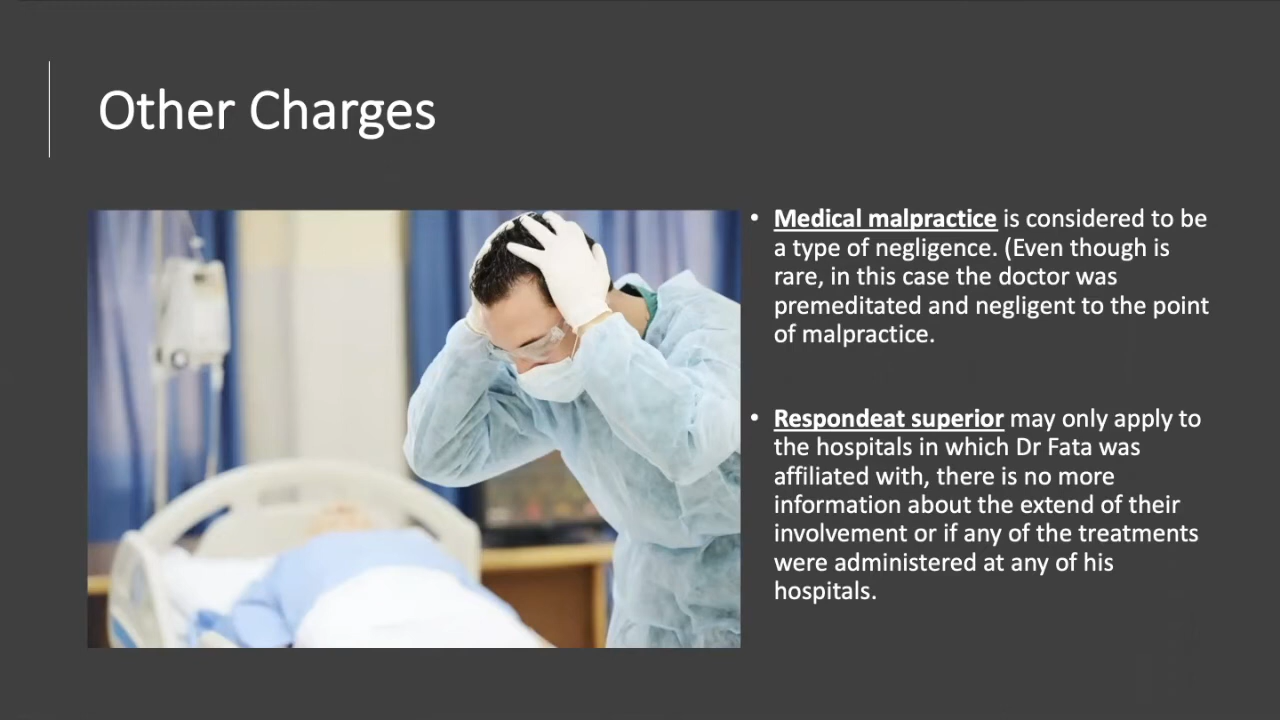 Other Charges
• Medical malpractice is considered to be
a type of negligence. (Even though is
rare, in this case the doctor was
premeditated and negligent to the point
of malpractice.
• Respondeat superior may only apply to
the hospitals in which Dr Fata was
affiliated with, there is no more
information about the extend of their
involvement or if any of the treatments
were administered at any of his
hospitals.